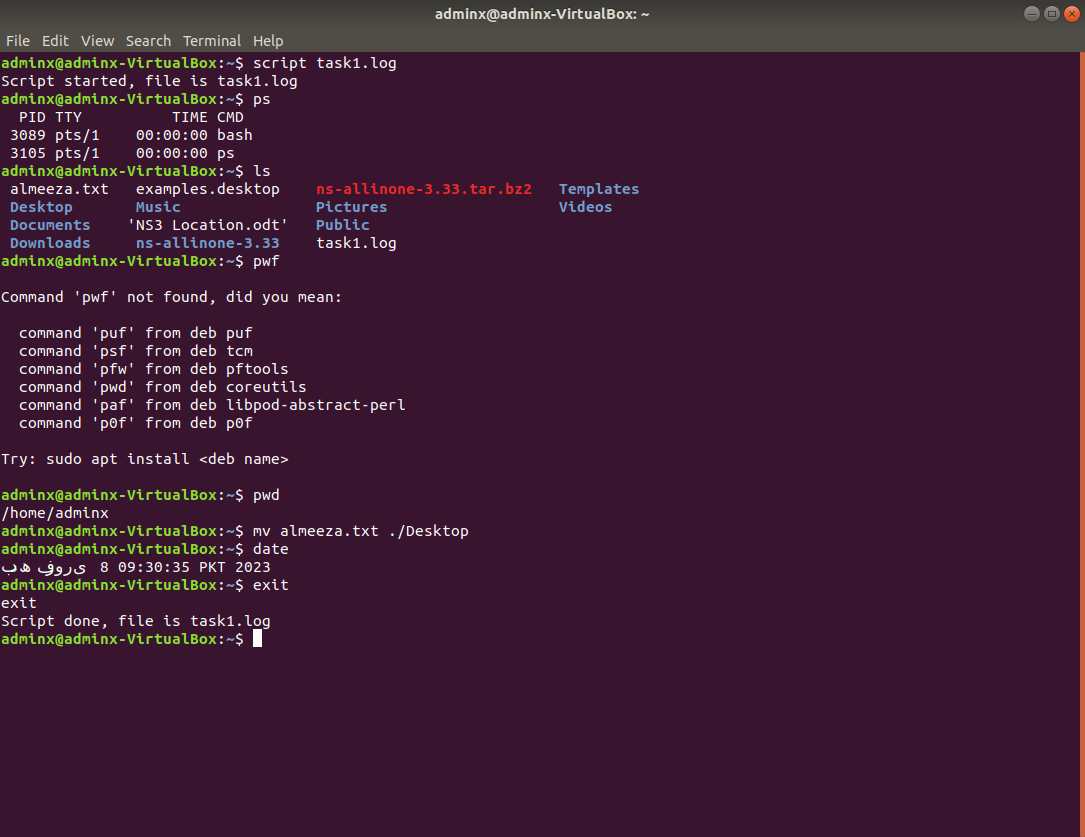 adminx@adminx-VirtualBox: ~
File Edit View Search Terminal Help
adminx@adminx-VirtualBox:~$ script task1.log
Script started, file is task1.log
adminx@adminx-VirtualBox:~$ ps
  PID TTY          TIME CMD
 3089 pts/1    00:00:00 bash
 3105 pts/1    00:00:00 ps
adminx@adminx-VirtualBox:~$ ls
 almeeza.txt   examples.desktop    ns-allinone-3.33.tar.bz2   Templates
 Desktop       Music               Pictures                   Videos
 Documents    'NS3 Location.odt'   Public
 Downloads     ns-allinone-3.33    task1.log
adminx@adminx-VirtualBox:~$ pwf
Command 'pwf' not found, did you mean:
  command 'puf' from deb puf
  command 'psf' from deb tcm
  command 'pfw' from deb pftools
  command 'pwd' from deb coreutils
  command 'paf' from deb libpod-abstract-perl
  command 'p0f' from deb p0f
Try: sudo apt install <deb name>
adminx@adminx-VirtualBox:~$ pwd
/home/adminx
adminx@adminx-VirtualBox:~$ mv almeeza.txt ./Desktop
adminx@adminx-VirtualBox:~$ date
بدھ فروری  8 09:30:35 PKT 2023
adminx@adminx-VirtualBox:~$ exit
exit
Script done, file is task1.log
adminx@adminx-VirtualBox:~$